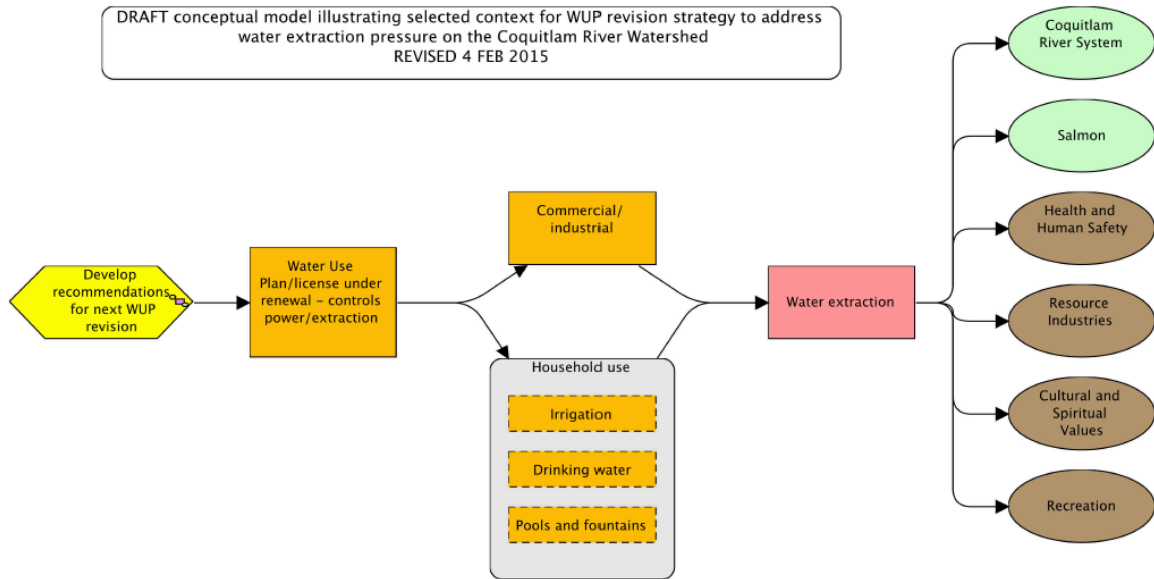 DRAFT conceptual model illustrating selected context for WUP revision strategy to address
water extraction pressure on the Coquitlam River Watershed
REVISED 4 FEB 2015
Coquitlam
River System
Salmon
Commercial/
industrial
Health and
Human Safety
Develop
recommendations
for next WUP
revision
Water Use
Plan/license under
renewal – controls
power/extraction
Water extraction
Resource
Industries
Household use
Irrigation
Drinking water
Pools and fountains
Cultural and
Spiritual
Values
Recreation